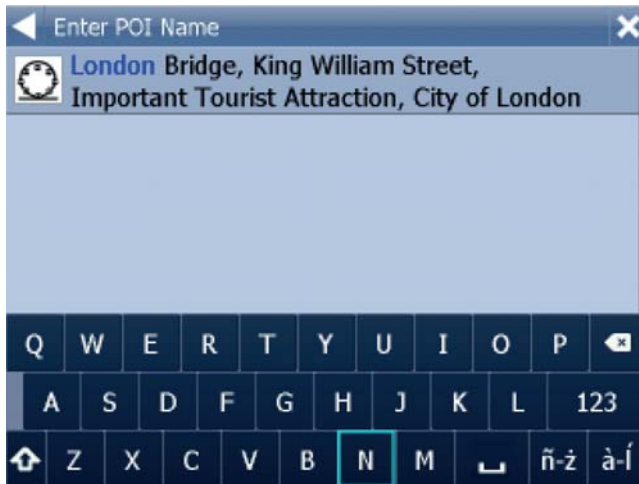 Enter POI Name
London Bridge, King William Street,
Important Tourist Attraction, City of London
Q W E R T Y U I O P
A S D F G H J K L 123
Z X C V B N M ñ-ż à-Í